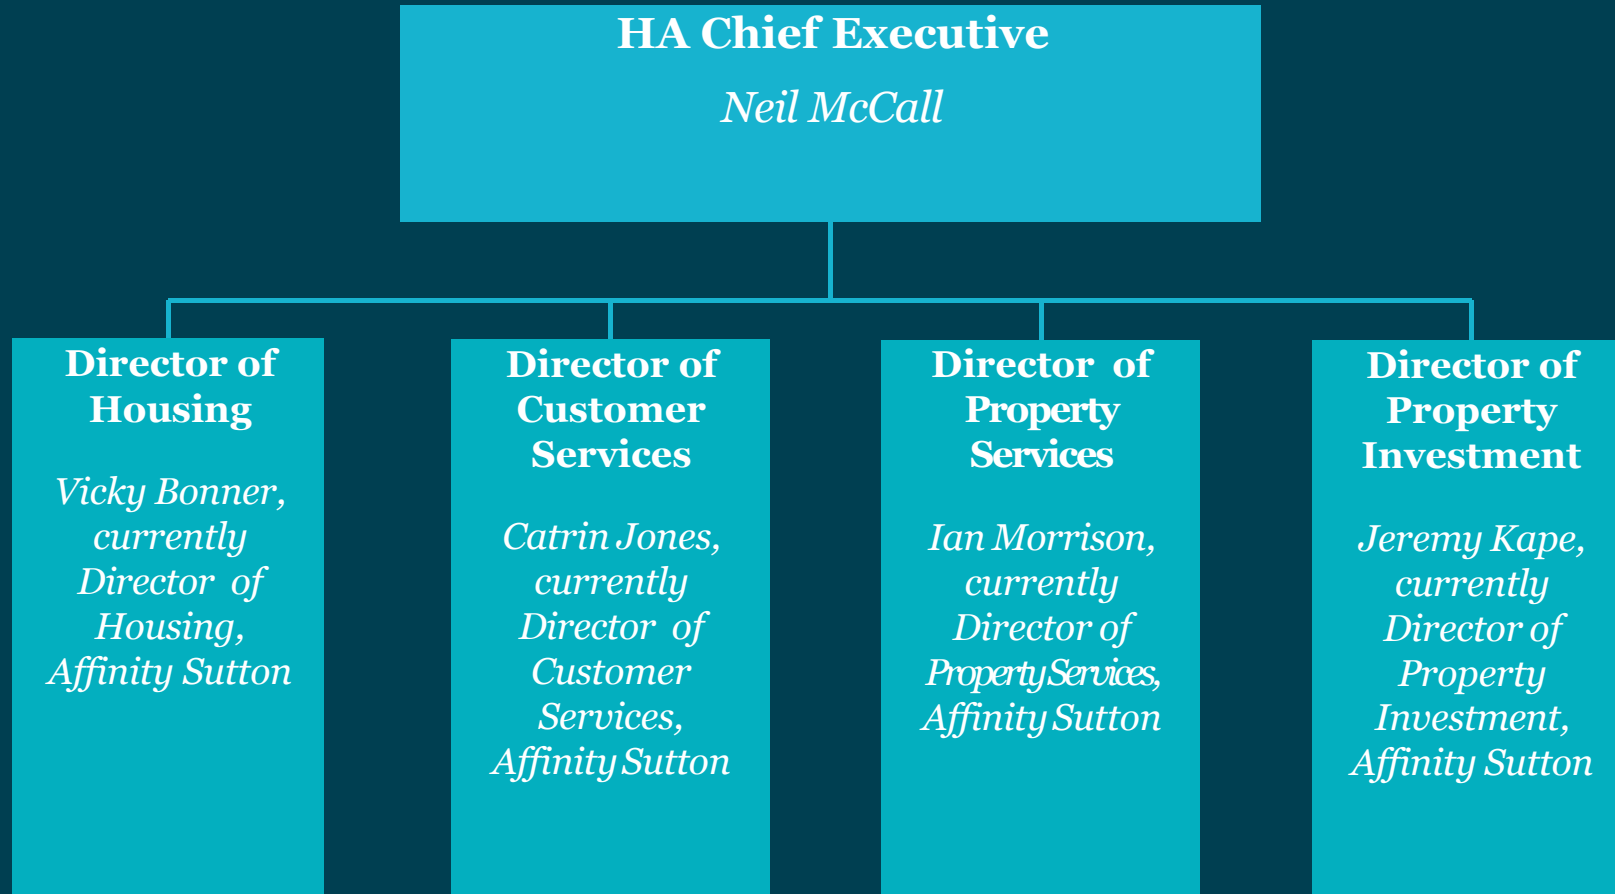 HA Chief Executive
Neil McCall
Director of
Housing
Vicky Bonner,
currently
Director of
Housing,
Affinity Sutton
Director of
Customer
Services
Catrin Jones,
currently
Director of
Customer
Services,
Affinity Sutton
Director of
Property
Services
Ian Morrison,
currently
Director of
Property Services,
Affinity Sutton
Director of
Property
Investment
Jeremy Kape,
currently
Director of
Property
Investment,
Affinity Sutton